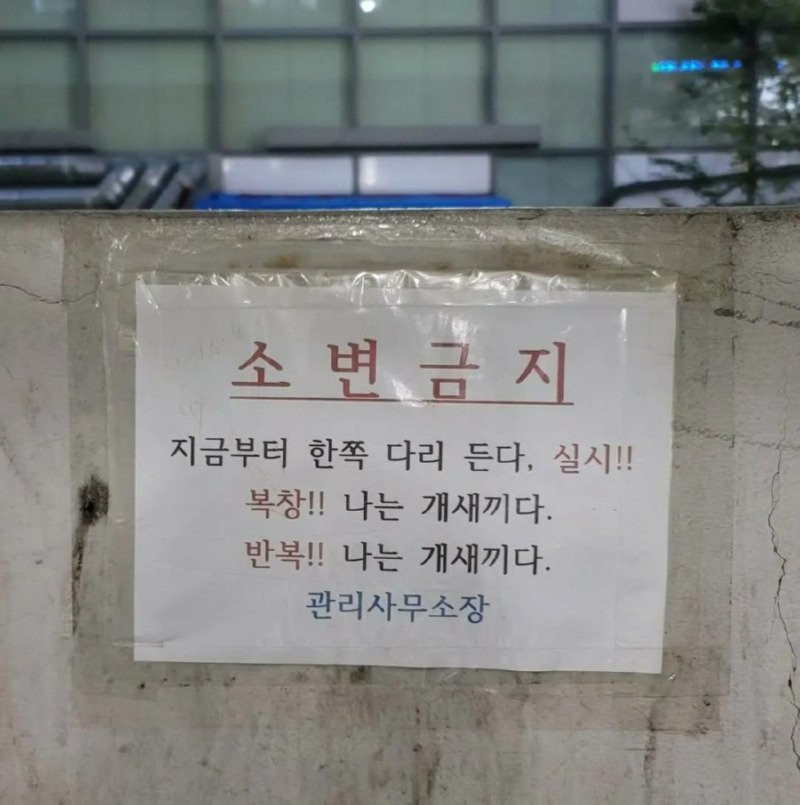 소 변 금 지
지금부터 한쪽 다리 든다, 실시!!
복창!! 나는 개새끼다.
반복!! 나는 개새끼다.
관리사무소장